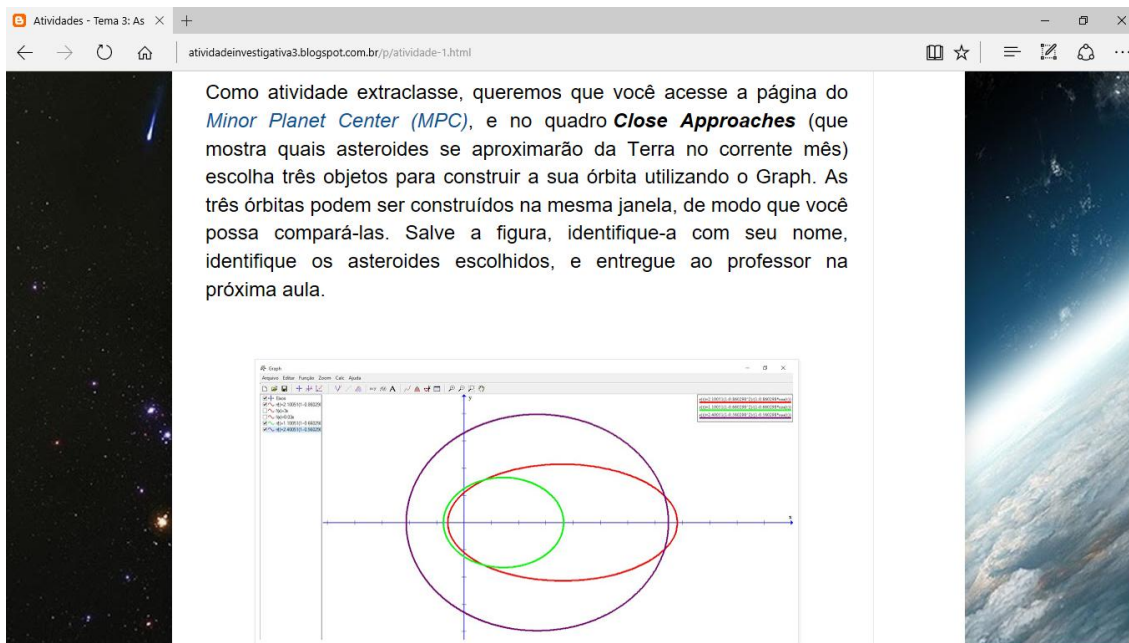 Atividades - Tema 3: As
atividadeinvestigativa3.blogspot.com.br/p/atividade-1.html
Como atividade extraclasse, queremos que você acesse a página do
Minor Planet Center (MPC), e no quadro Close Approaches (que
mostra quais asteroides se aproximarão da Terra no corrente mês)
escolha três objetos para construir a sua órbita utilizando o Graph. As
três órbitas podem ser construídos na mesma janela, de modo que você
possa compará-las. Salve a figura, identifique-a com seu nome,
identifique os asteroides escolhidos, e entregue ao professor na
próxima aula.
Graph
Arquivo Editar Função Zoom Calc Ajuda
y
x